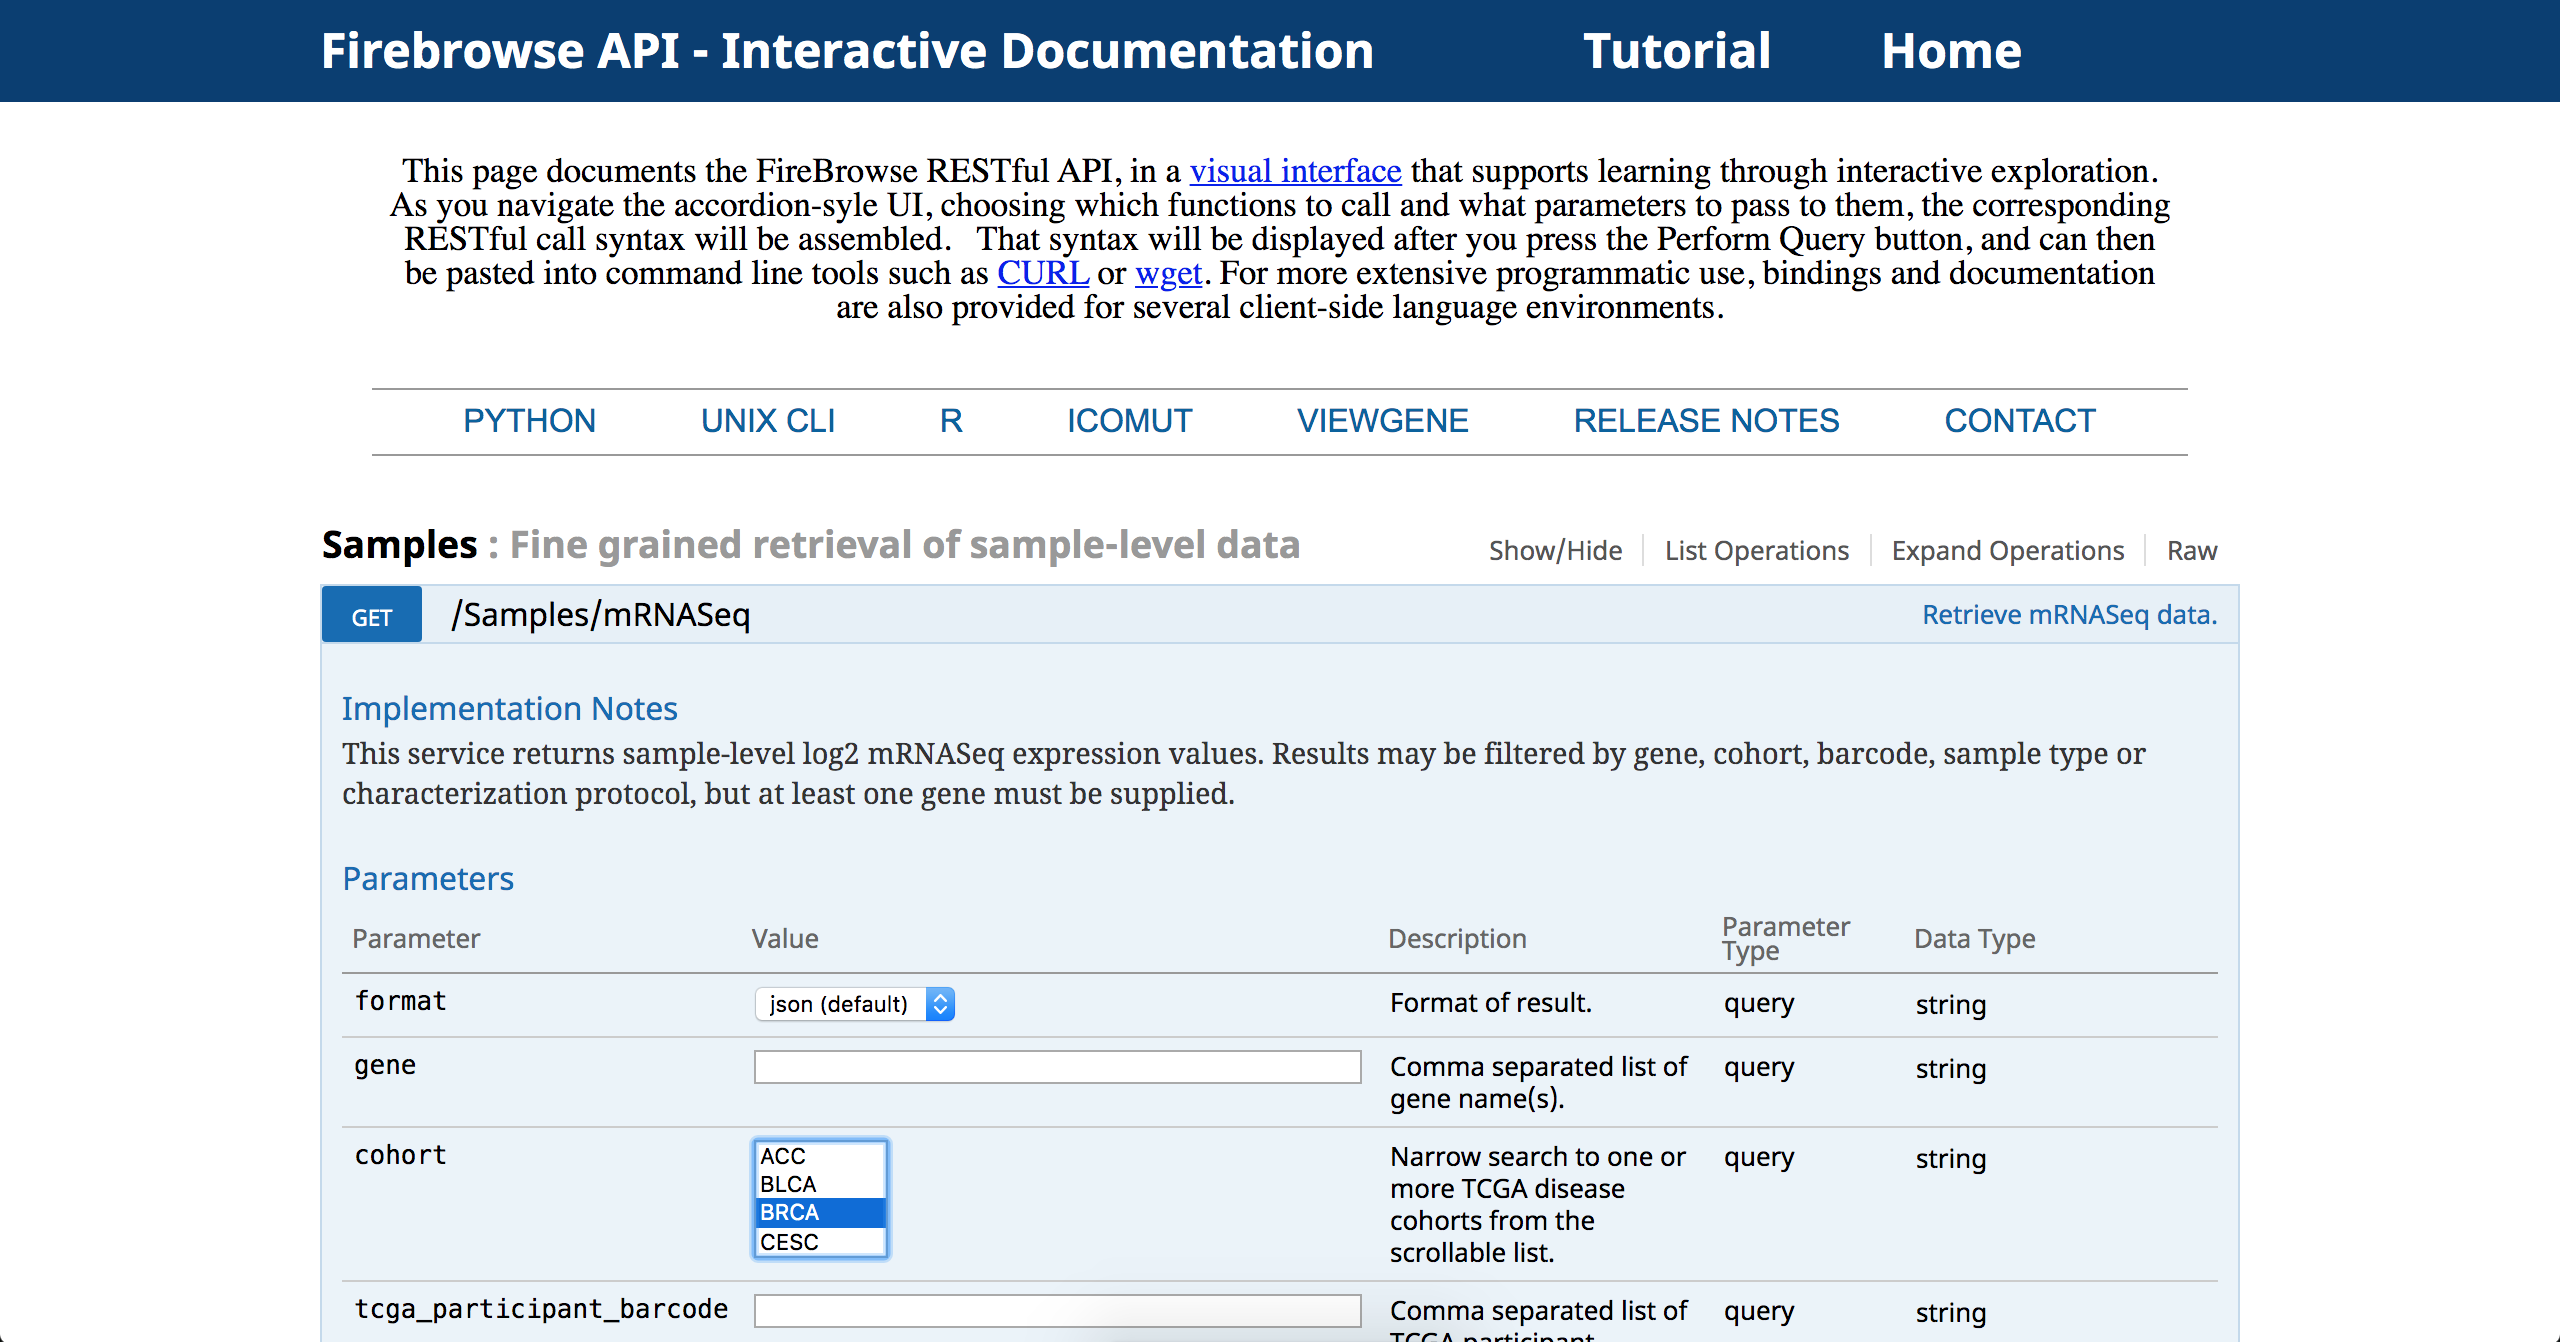 Firebrowse API - Interactive Documentation Tutorial Home
This page documents the FireBrowse RESTful API, in a visual interface that supports learning through interactive exploration.
As you navigate the accordion-syle UI, choosing which functions to call and what parameters to pass to them, the corresponding
RESTful call syntax will be assembled. That syntax will be displayed after you press the Perform Query button, and can then
be pasted into command line tools such as CURL or wget. For more extensive programmatic use, bindings and documentation
are also provided for several client-side language environments.
PYTHON UNIX CLI R ICOMUT VIEWGENE RELEASE NOTES CONTACT
Samples : Fine grained retrieval of sample-level data Show/Hide List Operations Expand Operations Raw
GET /Samples/mRNASeq Retrieve mRNASeq data.
Implementation Notes
This service returns sample-level log2 mRNASeq expression values. Results may be filtered by gene, cohort, barcode, sample type or
characterization protocol, but at least one gene must be supplied.
Parameters
Parameter Value Description Parameter Type Data Type
format json (default) Format of result. query string
gene Comma separated list of query string
gene name(s).
cohort ACC Narrow search to one or query string
BLCA more TCGA disease
BRCA cohorts from the
CESC scrollable list.
tcga_participant_barcode Comma separated list of query string
TCGA participant